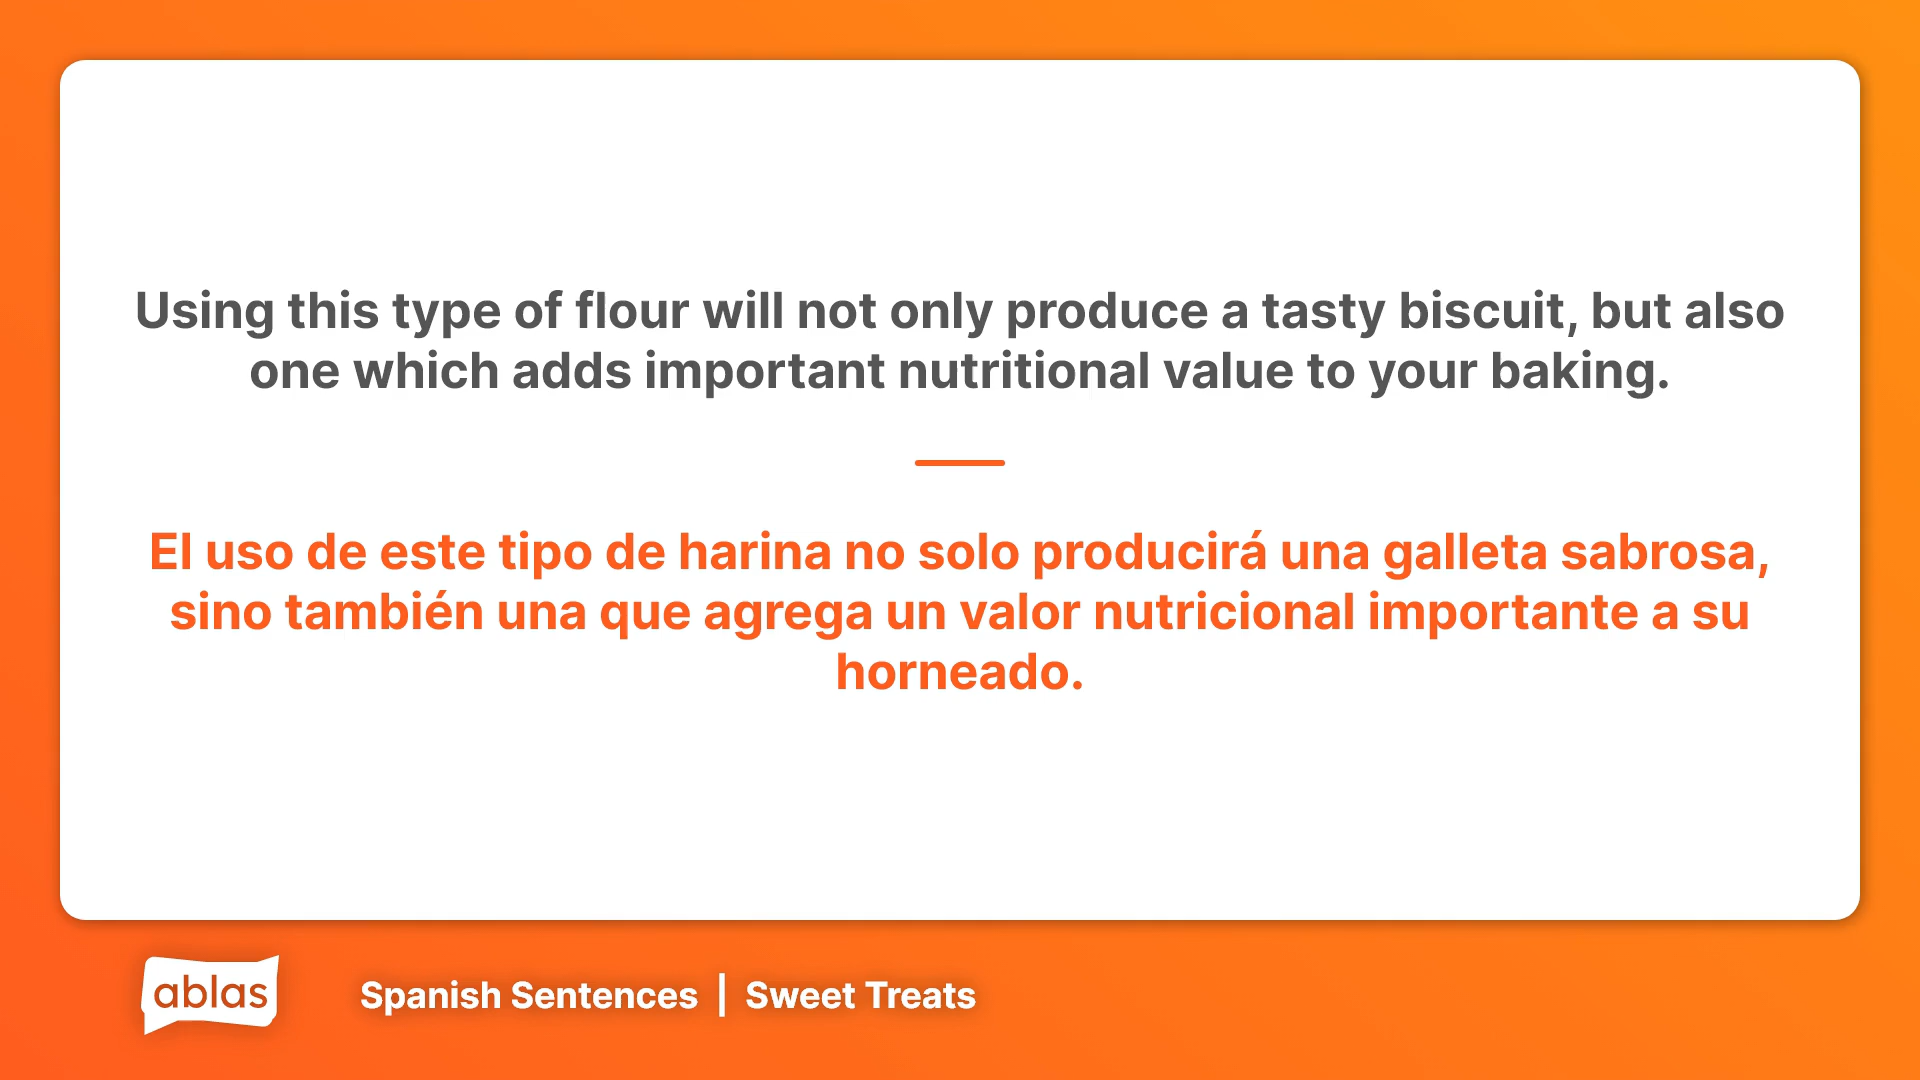 Using this type of flour will not only produce a tasty biscuit, but also
one which adds important nutritional value to your baking.
El uso de este tipo de harina no solo producirá una galleta sabrosa,
sino también una que agrega un valor nutricional importante a su
horneado.
ablas
Spanish Sentences | Sweet Treats